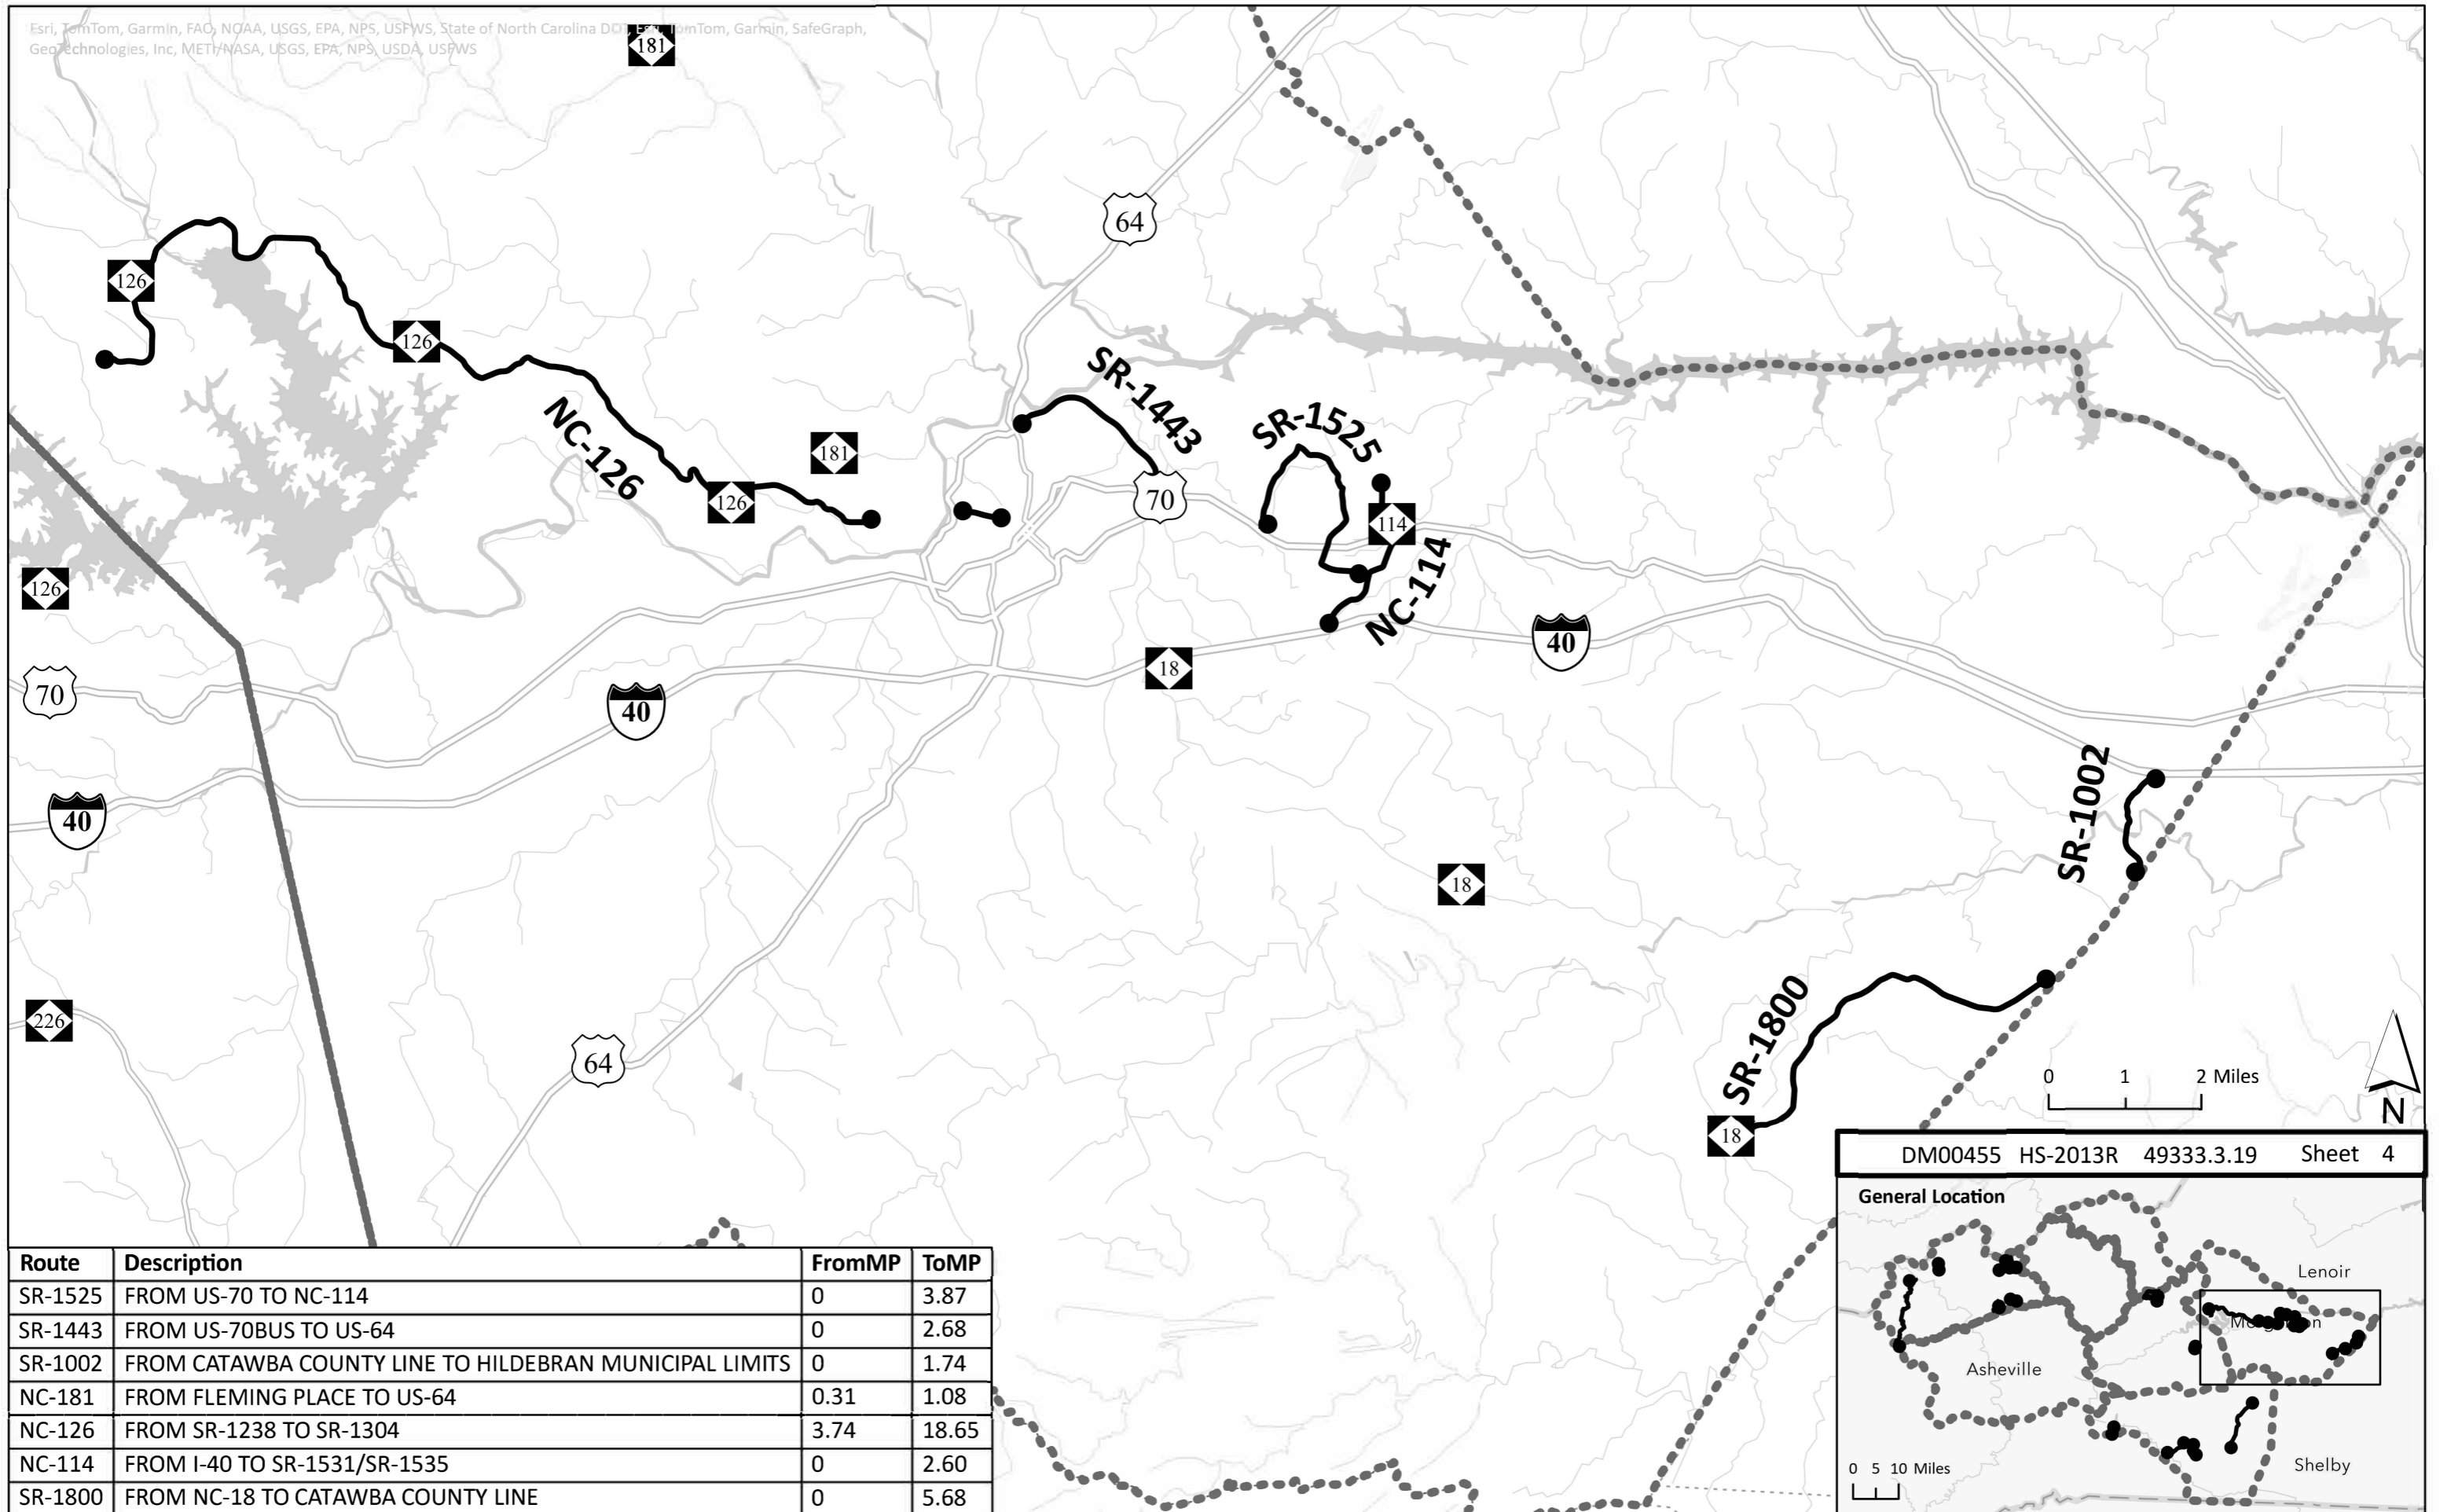 Esri, TomTom, Garmin, FAO, NOAA, USGS, EPA, NPS, USFWS, State of North Carolina DOT, Esri, TomTom, Garmin, SafeGraph,
GeoTechnologies, Inc, METI/NASA, USGS, EPA, NPS, USDA, USFWS
181
64
126
126
SR-1443
SR-1525
NC-126
181
126
70
114
NC-114
126
40
18
70
40
SR-1002
40
18
SR-1800
226
64
18
0 1 2 Miles
N
DM00455 HS-2013R 49333.3.19 Sheet 4
General Location
Lenoir
Asheville
Shelby
0 5 10 Miles
Route Description FromMP ToMP
SR-1525 FROM US-70 TO NC-114 0 3.87
SR-1443 FROM US-70BUS TO US-64 0 2.68
SR-1002 FROM CATAWBA COUNTY LINE TO HILDEBRAN MUNICIPAL LIMITS 0 1.74
NC-181 FROM FLEMING PLACE TO US-64 0.31 1.08
NC-126 FROM SR-1238 TO SR-1304 3.74 18.65
NC-114 FROM I-40 TO SR-1531/SR-1535 0 2.60
SR-1800 FROM NC-18 TO CATAWBA COUNTY LINE 0 5.68